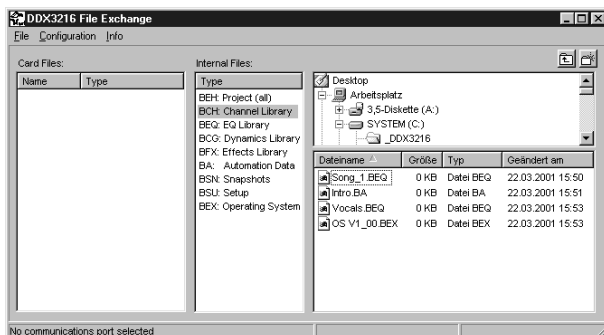 DDX3216 File Exchange
File Configuration Info
Card Files:
Name Type
Internal Files:
Type
BEH: Project (all)
BCH: Channel Library
BEQ: EQ Library
BCG: Dynamics Library
BFX: Effects Library
BA: Automation Data
BSN: Snapshots
BSU: Setup
BEX: Operating System
Desktop
Arbeitsplatz
3,5-Diskette (A:)
SYSTEM (C:)
_DDX3216
Dateiname Größe Typ Geändert am
Song_1.BEQ 0 KB Datei BEQ 22.03.2001 15:50
Intro.BA 0 KB Datei BA 22.03.2001 15:51
Vocals.BEQ 0 KB Datei BEQ 22.03.2001 15:53
OS V1_00.BEX 0 KB Datei BEX 22.03.2001 15:53
No communications port selected